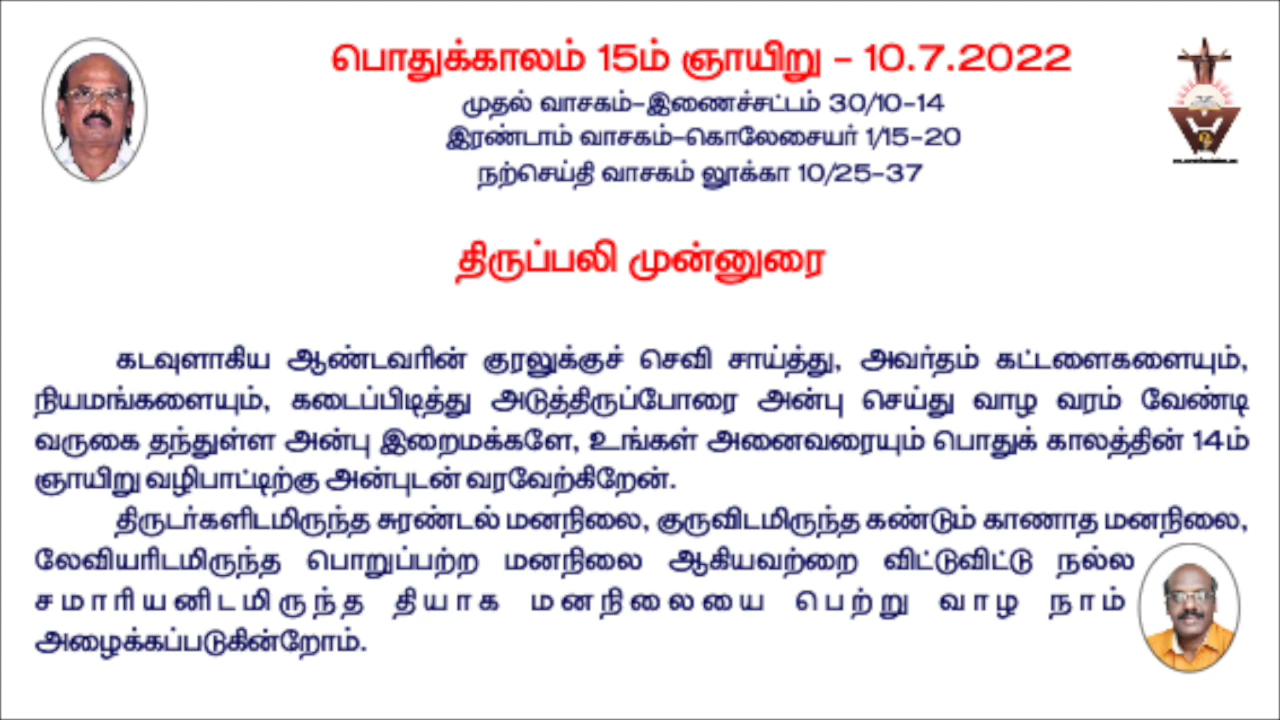 பொதுக்காலம் 15ம் ஞாயிறு - 10.7.2022
முதல் வாசகம்-இணைச்சட்டம் 30/10-14
இரண்டாம் வாசகம்-கொலேசையர் 1/15-20
நற்செய்தி வாசகம் லூக்கா 10/25-37
திருப்பலி முன்னுரை
கடவுளாகிய ஆண்டவரின் குரலுக்குச் செவி சாய்த்து, அவர்தம் கட்டளைகளையும்,
நியமங்களையும், கடைப்பிடித்து அடுத்திருப்போரை அன்பு செய்து வாழ வரம் வேண்டி
வருகை தந்துள்ள அன்பு இறைமக்களே, உங்கள் அனைவரையும் பொதுக் காலத்தின் 14ம்
ஞாயிறு வழிபாட்டிற்கு அன்புடன் வரவேற்கிறேன்.
திருடர்களிடமிருந்த சுரண்டல் மனநிலை, குருவிடமிருந்த கண்டும் காணாத மனநிலை,
லேவியரிடமிருந்த பொறுப்பற்ற மனநிலை ஆகியவற்றை விட்டுவிட்டு நல்ல
சமாரியனிடமிருந்த தியாக மனநிலையை பெற்று வாழ நாம்
அழைக்கப்படுகின்றோம்.